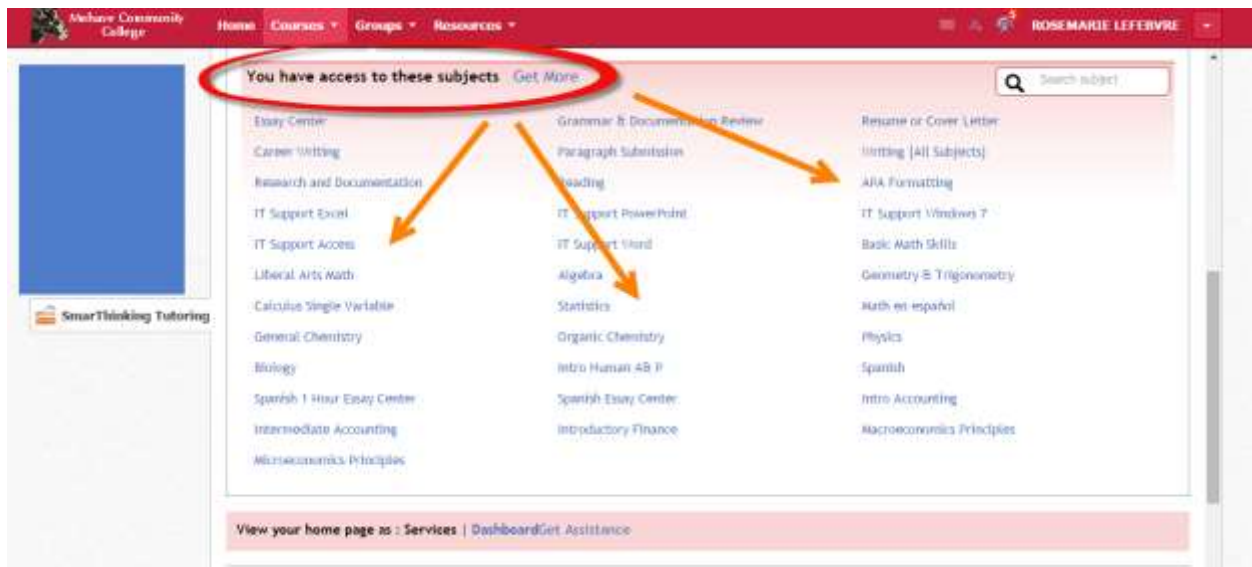 Mohave Community
College
Home Courses Groups Resources
ROSEMARIE LEFEBVRE
You have access to these subjects Get More
Search subject
Essay Center Grammar & Documentation Review Resume or Cover Letter
Career Writing Paragraph Submission Writing (All Subjects)
Research and Documentation Reading APA Formatting
IT Support Excel IT Support PowerPoint IT Support Windows 7
IT Support Access IT Support Word Basic Math Skills
Liberal Arts Math Algebra Geometry & Trigonometry
Calculus Single Variable Statistics Math en español
General Chemistry Organic Chemistry Physics
Biology Intro Human A& P Spanish
Spanish 1 Hour Essay Center Spanish Essay Center Intro Accounting
Intermediate Accounting Introductory Finance Macroeconomics Principles
Microeconomics Principles
SmarThinking Tutoring
View your home page as : Services | DashboardGet Assistance